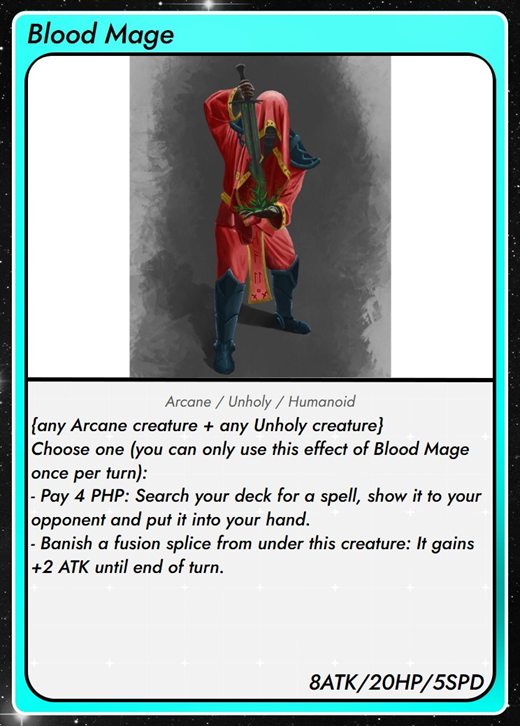 Blood Mage
Arcane / Unholy / Humanoid
{any Arcane creature + any Unholy creature}
Choose one (you can only use this effect of Blood Mage
once per turn):
- Pay 4 PHP: Search your deck for a spell, show it to your
opponent and put it into your hand.
- Banish a fusion splice from under this creature: It gains
+2 ATK until end of turn.
8ATK/20HP/5SPD